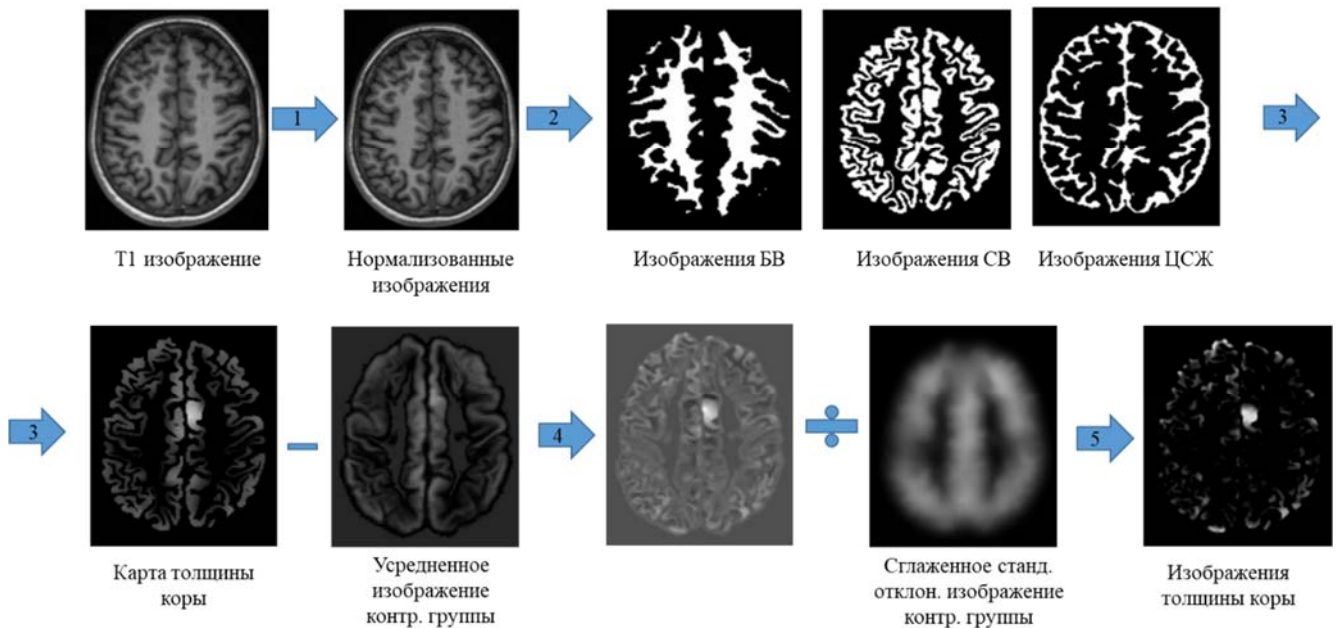 1
2
3
Т1 изображение
Нормализованные
изображения
Изображения БВ
Изображения СВ
Изображения ЦСЖ
3
4
5
Карта толщины
коры
Усредненное
изображение
контр. группы
Сглаженное станд.
отклон. изображение
контр. группы
Изображения
толщины коры